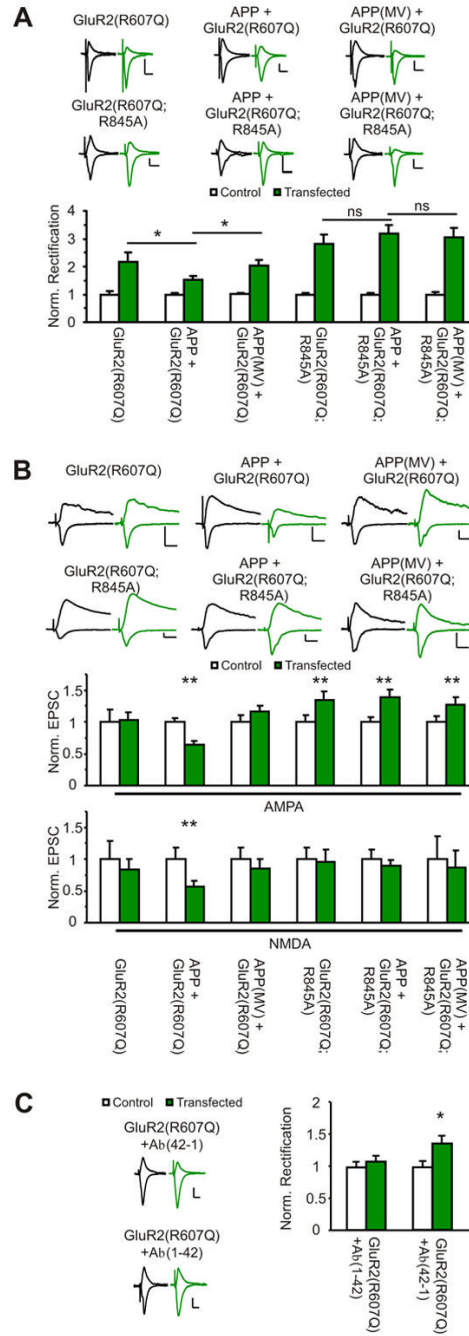 A
GluR2(R607Q)
APP +
GluR2(R607Q)
APP(MV) +
GluR2(R607Q)
GluR2(R607Q;
R845A)
APP +
GluR2(R607Q;
R845A)
APP(MV) +
GluR2(R607Q;
R845A)
Control
Transfected
Norm. Rectification
4
3
2
1
0
*
*
ns
ns
GluR2(R607Q)
APP +
GluR2(R607Q)
APP(MV) +
GluR2(R607Q)
GluR2(R607Q;
R845A)
APP +
GluR2(R607Q;
R845A)
APP(MV) +
GluR2(R607Q;
R845A)
B
GluR2(R607Q)
APP +
GluR2(R607Q)
APP(MV) +
GluR2(R607Q)
GluR2(R607Q;
R845A)
APP +
GluR2(R607Q;
R845A)
APP(MV) +
GluR2(R607Q;
R845A)
Control
Transfected
Norm. EPSC
1.5
1
0.5
0
**
**
**
**
AMPA
Norm. EPSC
1.5
1
0.5
0
**
NMDA
GluR2(R607Q)
APP +
GluR2(R607Q)
APP(MV) +
GluR2(R607Q)
GluR2(R607Q;
R845A)
APP +
GluR2(R607Q;
R845A)
APP(MV) +
GluR2(R607Q;
R845A)
C
Control
Transfected
GluR2(R607Q)
+Ab(42-1)
GluR2(R607Q)
+Ab(1-42)
Norm. Rectification
2
1.5
1
0.5
0
*
GluR2(R607Q)
+Ab(1-42)
GluR2(R607Q)
+Ab(42-1)